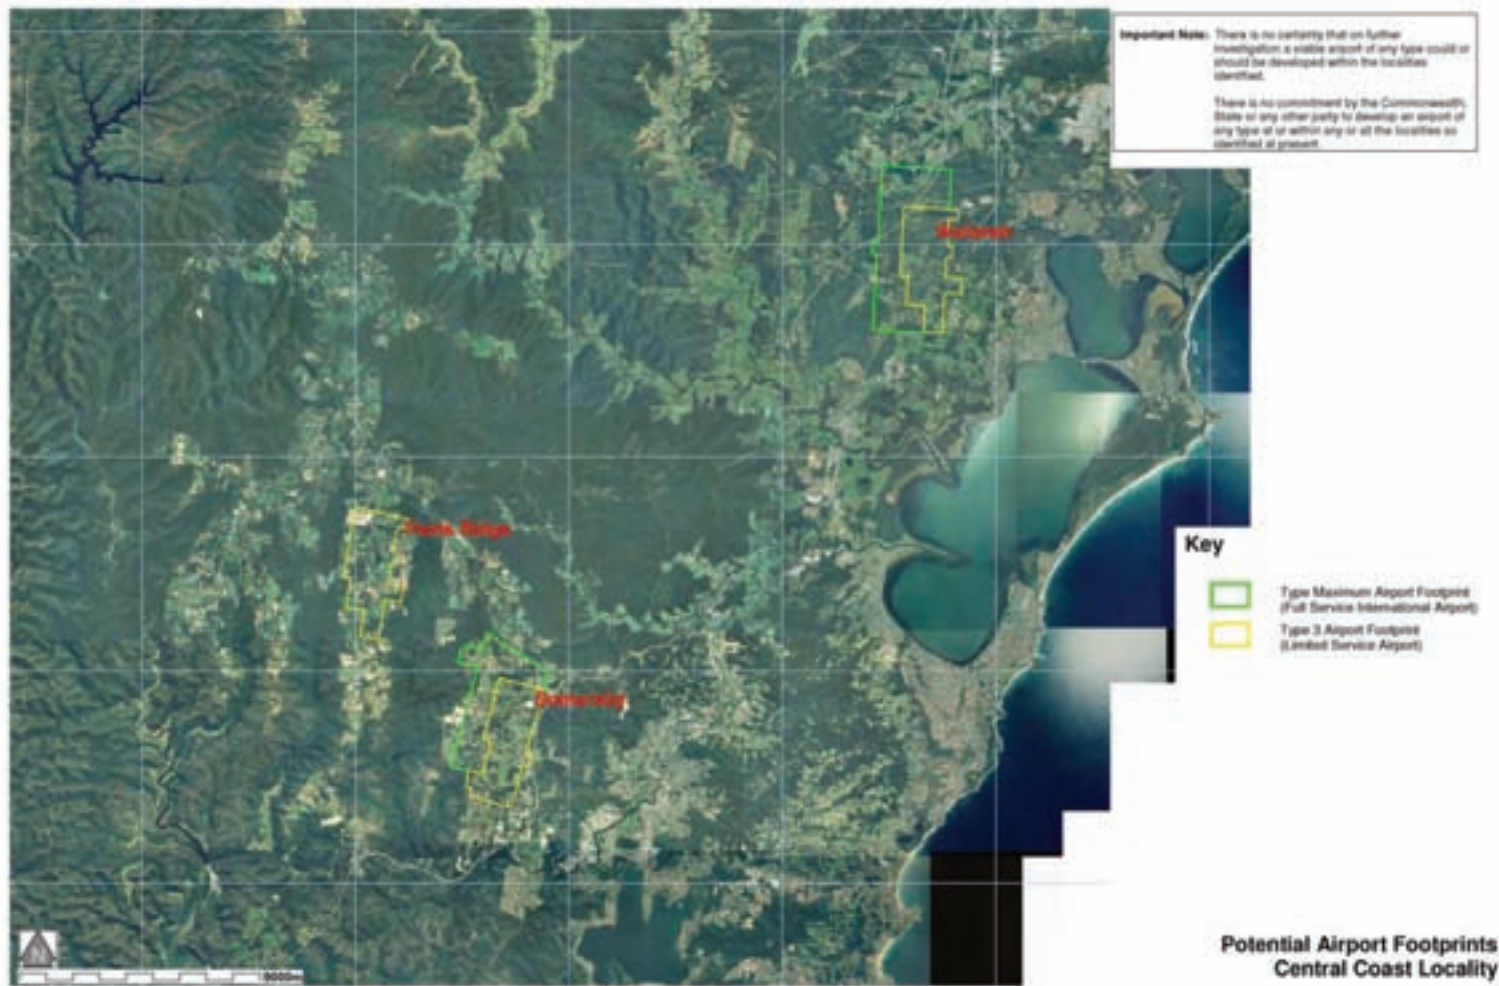 Important Note: There is no certainty that on further
investigation a viable airport of any type could or
should be developed within the localities
identified.
There is no commitment by the Commonwealth,
State or any other party to develop an airport of
any type at or within any or all the localities so
identified at present.
Peats Ridge
Somersby
Key
Type Maximum Airport Footprint
(Full Service International Airport)
Type 3 Airport Footprint
(Limited Service Airport)
Potential Airport Footprints
Central Coast Locality